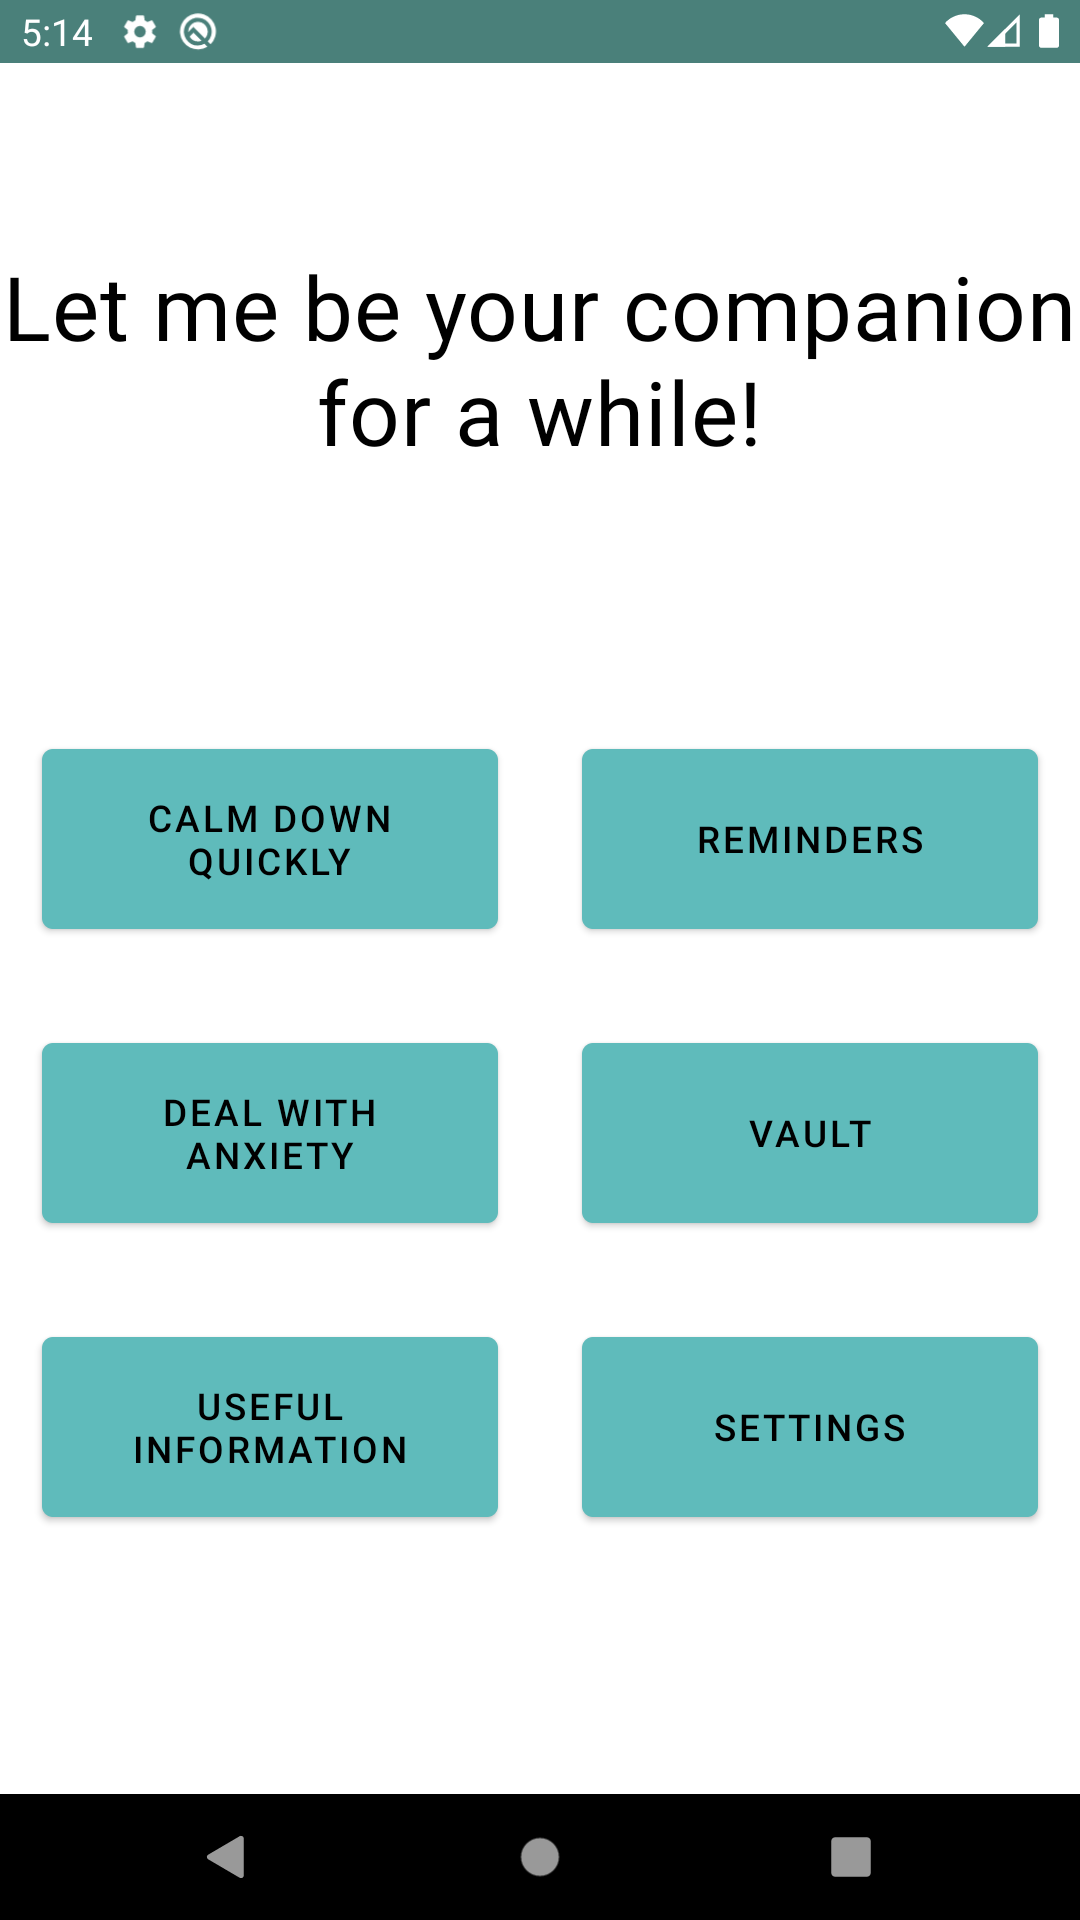 5:14
Let me be your companion
for a while!
CALM DOWN
QUICKLY
REMINDERS
DEAL WITH
ANXIETY
VAULT
USEFUL
INFORMATION
SETTINGS